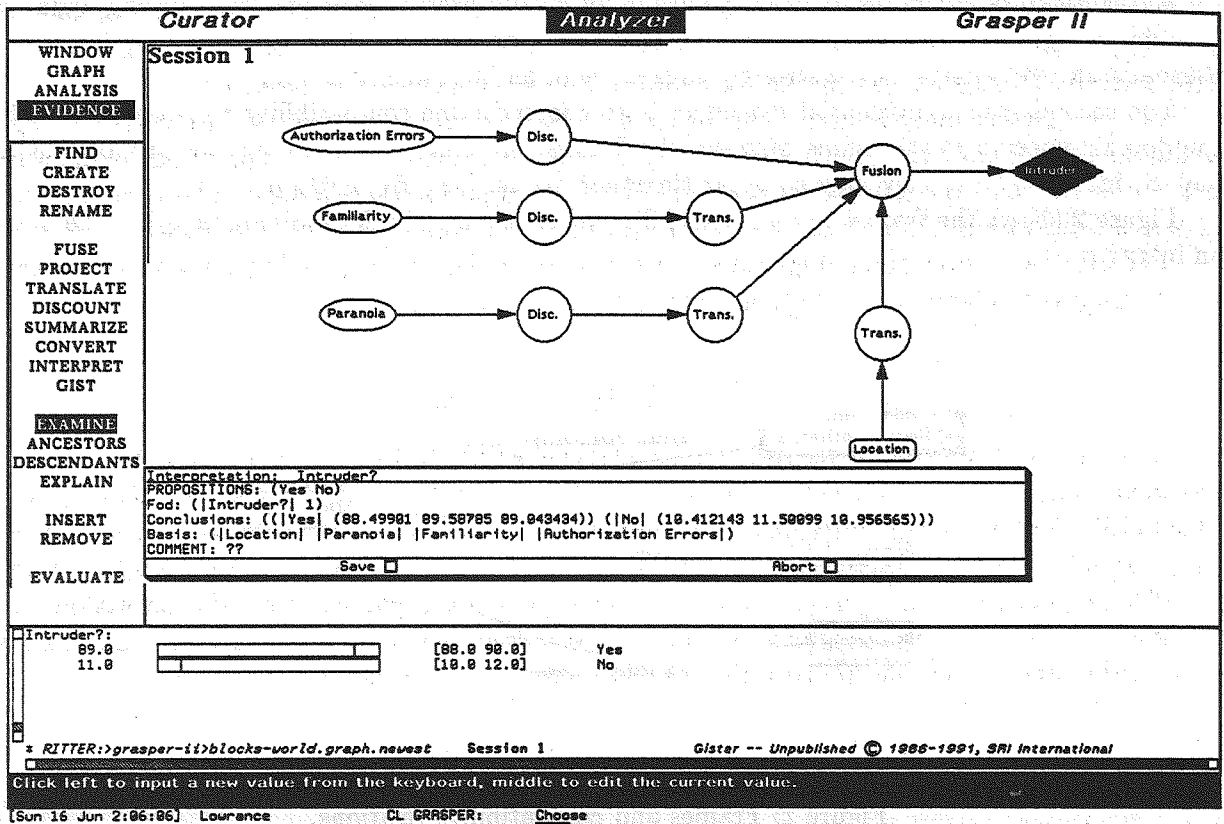 Curator Analyzer Grasper II
WINDOW
GRAPH
ANALYSIS
EVIDENCE
FIND
CREATE
DESTROY
RENAME
FUSE
PROJECT
TRANSLATE
DISCOUNT
SUMMARIZE
CONVERT
INTERPRET
GIST
EXAMINE
ANCESTORS
DESCENDANTS
EXPLAIN
INSERT
REMOVE
EVALUATE
Session 1
Authorization Errors
Disc.
Fusion
Intruder
Familiarity
Disc.
Trans.
Paranoia
Disc.
Trans.
Trans.
Location
Interpretation: Intruder?
PROPOSITIONS: (Yes No)
Fod: (|Intruder?| 1)
Conclusions: ((|Yes| (88.49901 89.58785 89.043434)) (|No| (10.412143 11.50099 10.956565)))
Basis: (|Location| |Paranoia| |Familiarity| |Authorization Errors|)
COMMENT: ??
Save Abort
Intruder?:
89.0 [88.0 90.0] Yes
11.0 [10.0 12.0] No
* RITTER:>grasper-ii>blocks-world.graph.newest Session 1 Gister -- Unpublished © 1986-1991, SRI International
Click left to input a new value from the keyboard, middle to edit the current value.
[Sun 16 Jun 2:06:06] Lowrance CL GRASPER: Choose